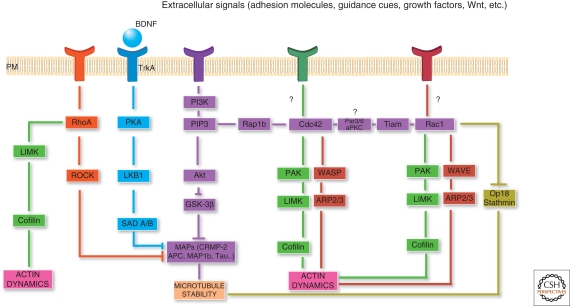 Extracellular signals (adhesion molecules, guidance cues, growth factors, Wnt, etc.)
BDNF
PM
TrkA
? ?
PI3K
?
RhoA PKA PIP3 Rap1b Cdc42 Par3/6 Tiam Rac1
aPKC
LIMK
ROCK LKB1 Akt PAK WASP PAK WAVE
GSK-3β LIMK ARP2/3 LIMK ARP2/3 Op18
Stathmin
Cofilin SAD A/B
MAPs (CRMP-2
APC, MAP1b, Tau..)
Cofilin Cofilin
ACTIN
DYNAMICS
MICROTUBULE
STABILITY
ACTIN
DYNAMICS
CSH
PERSPECTIVES